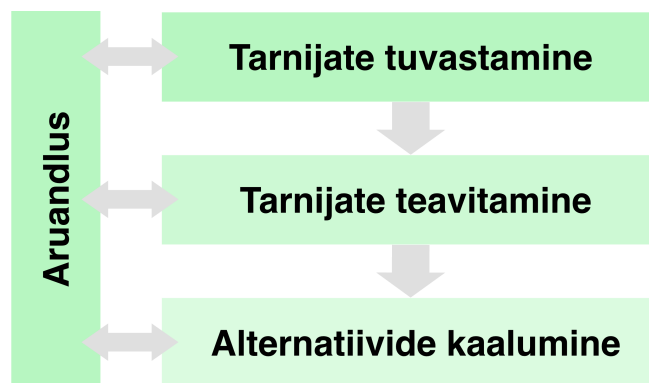 Aruandlus
Tarnijate tuvastamine
Tarnijate teavitamine
Alternatiivide kaalumine